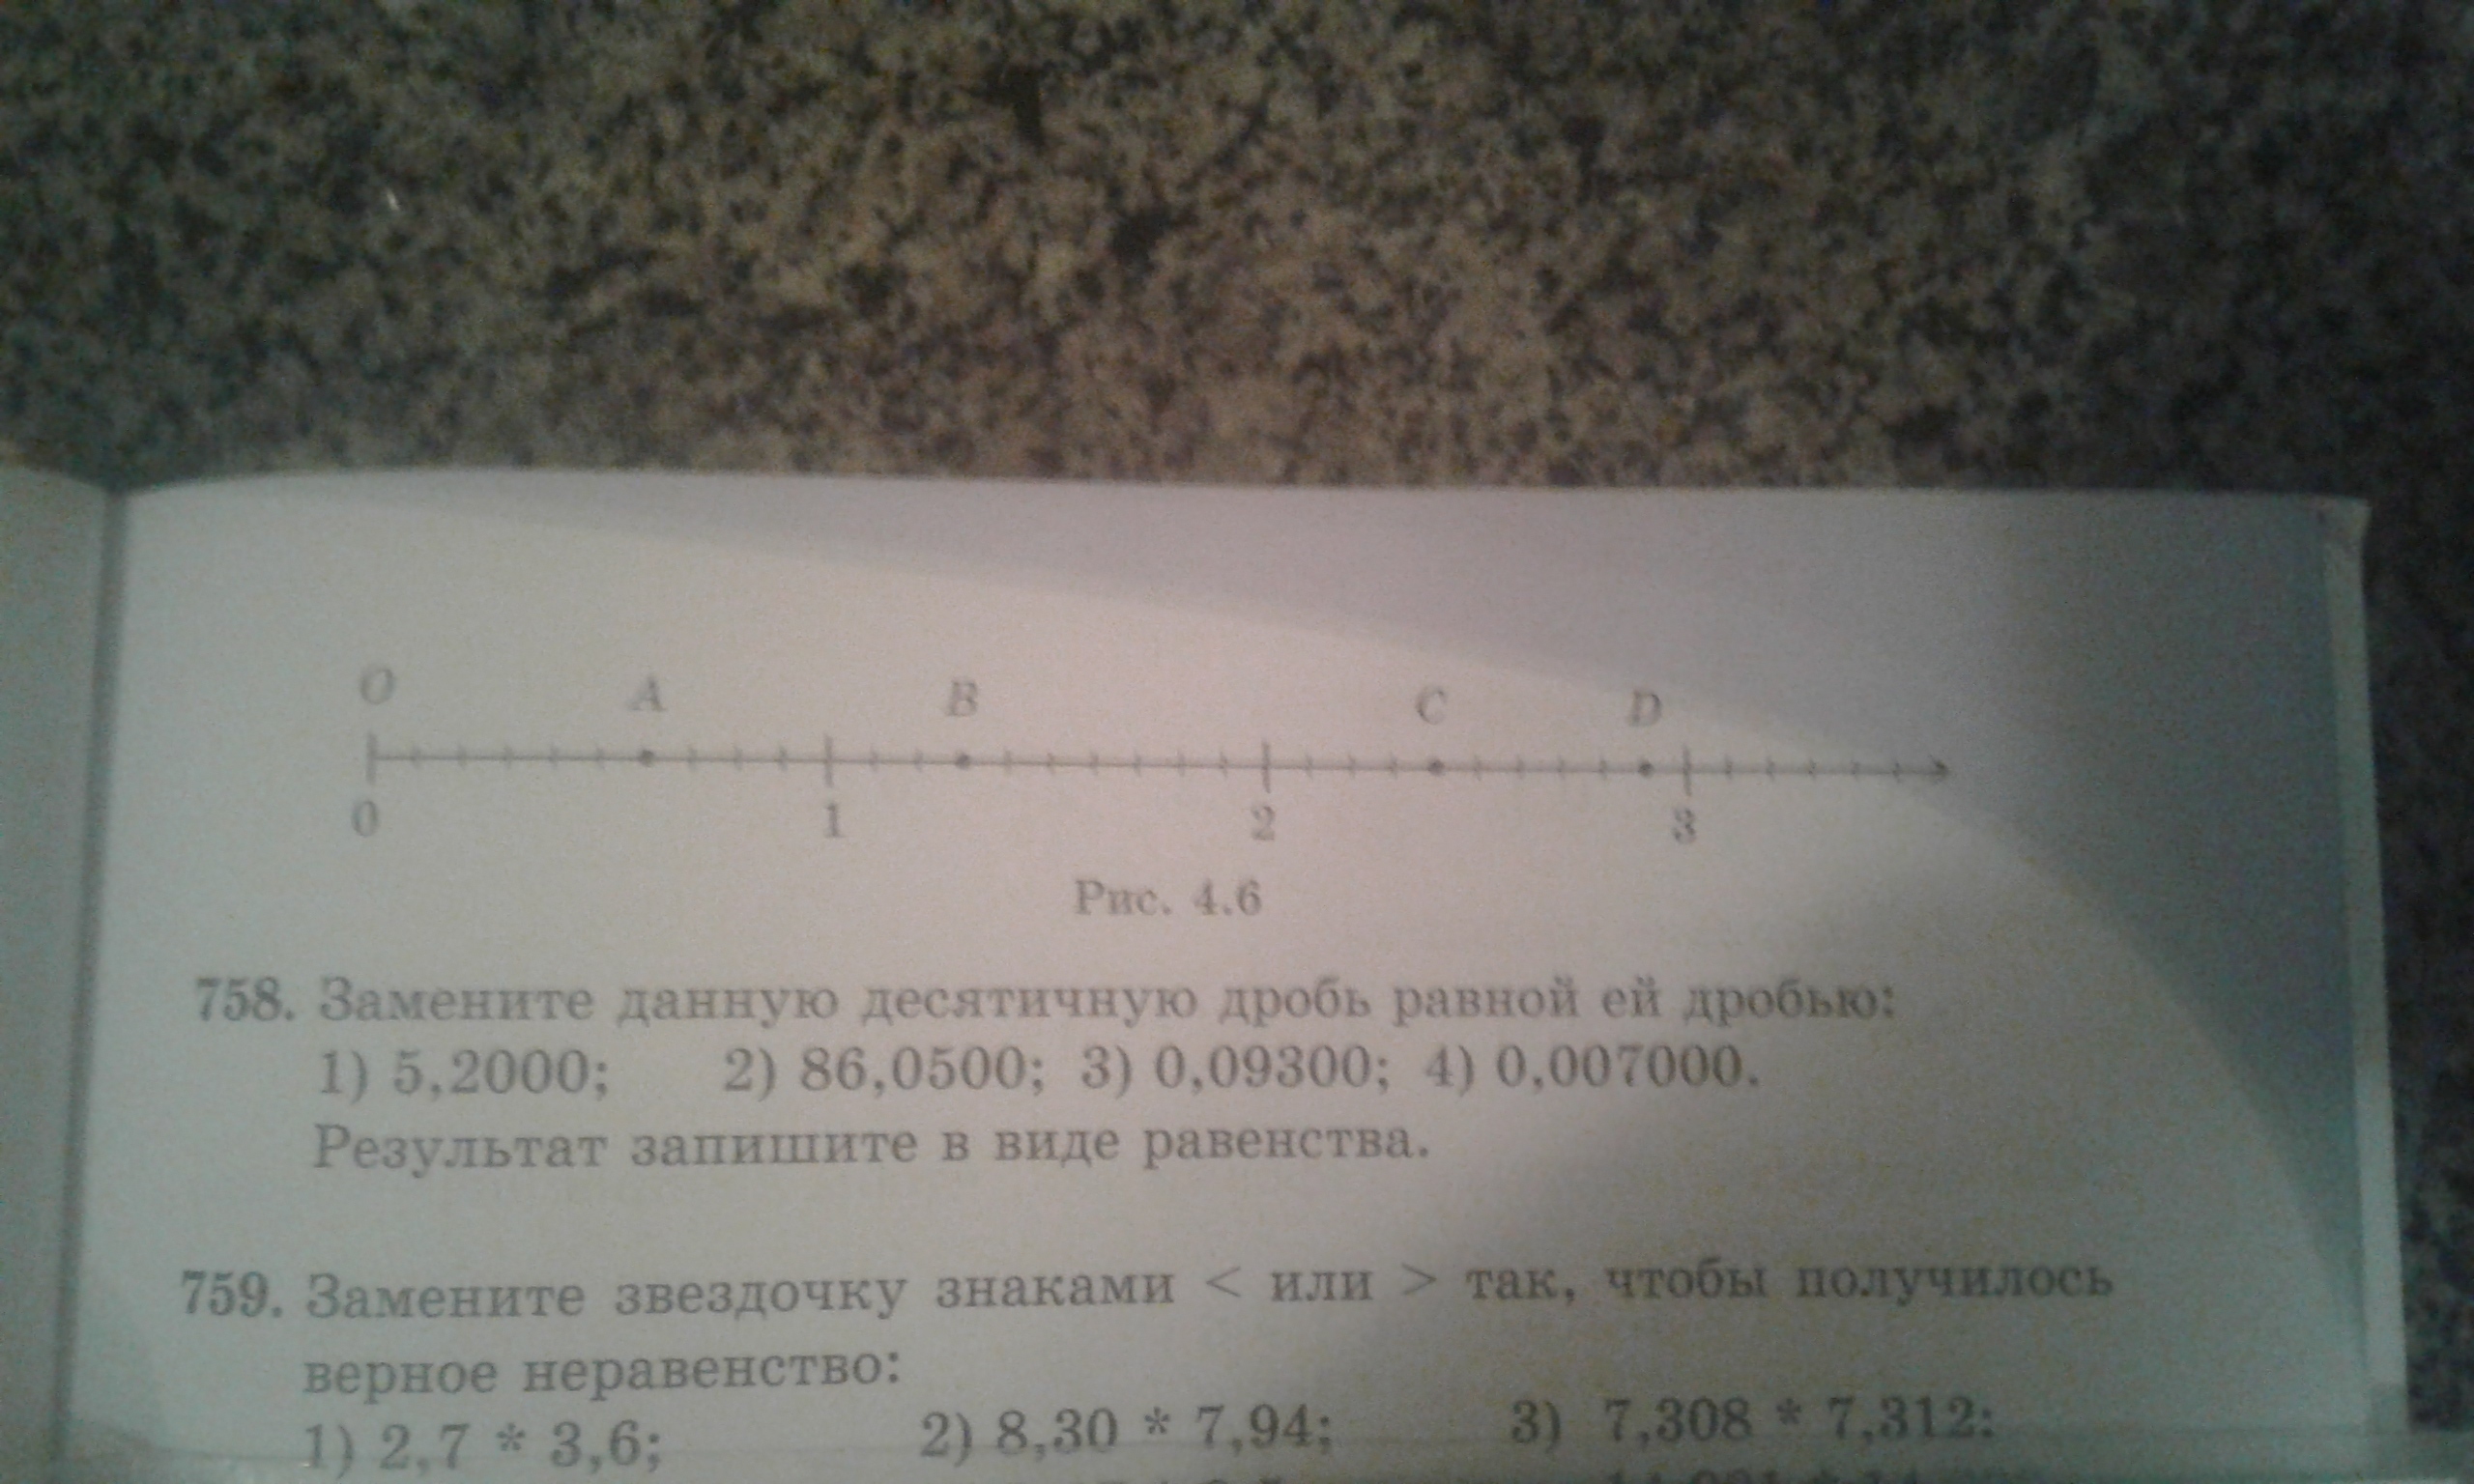 O A B C D
0 1 2 3
Рис. 4.6
758. Замените данную десятичную дробь равной ей дробью:
1) 5,2000; 2) 86,0500; 3) 0,09300; 4) 0,007000.
Результат запишите в виде равенства.
759. Замените звездочку знаками < или > так, чтобы получилось
верное неравенство:
1) 2,7 * 3,6; 2) 8,30 * 7,94; 3) 7,308 * 7,312: